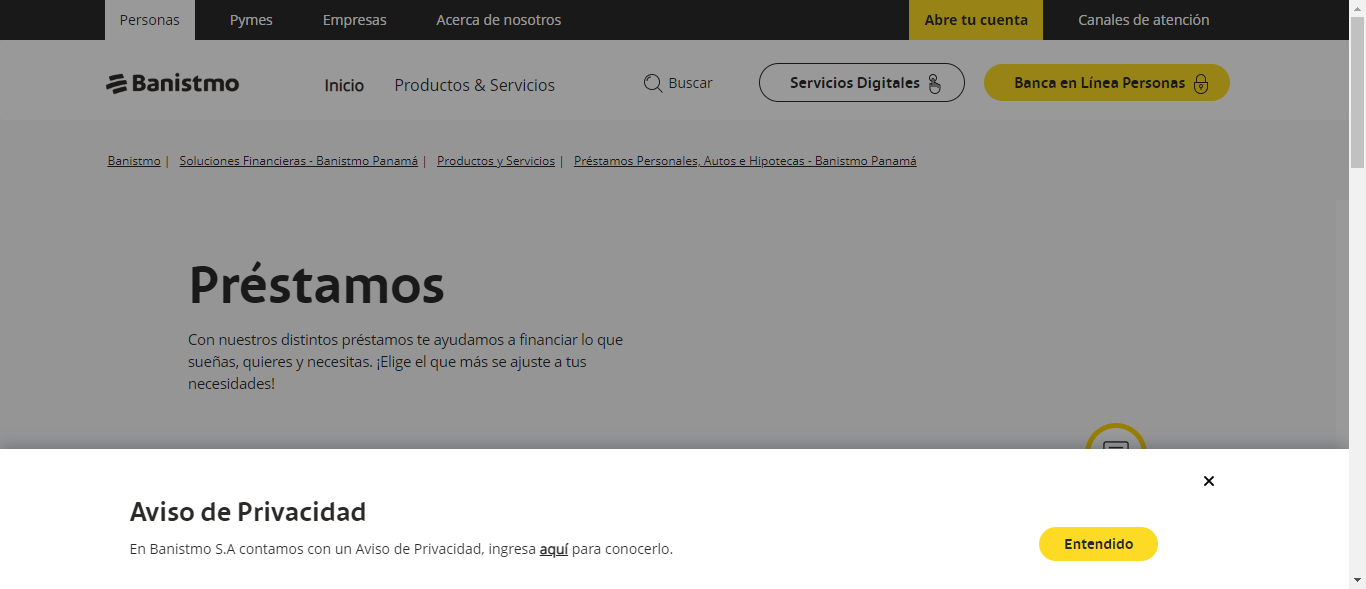 Personas Pymes Empresas Acerca de nosotros Abre tu cuenta Canales de atención
Banistmo Inicio Productos & Servicios Buscar Servicios Digitales Banca en Línea Personas
Banistmo | Soluciones Financieras - Banistmo Panamá | Productos y Servicios | Préstamos Personales, Autos e Hipotecas - Banistmo Panamá
Préstamos
Con nuestros distintos préstamos te ayudamos a financiar lo que
sueñas, quieres y necesitas. ¡Elige el que más se ajuste a tus
necesidades!
Aviso de Privacidad
En Banistmo S.A contamos con un Aviso de Privacidad, ingresa aquí para conocerlo.
Entendido